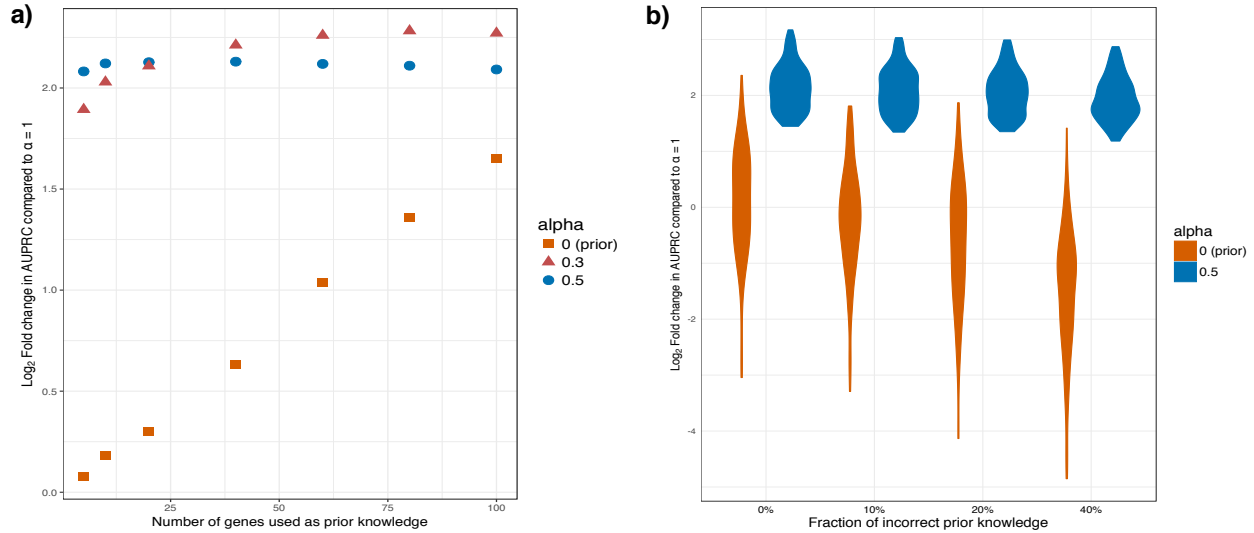 a)
Log₂ Fold change in AUPRC compared to α = 1
2.0
1.5
1.0
0.5
0.0
25
50
75
100
Number of genes used as prior knowledge
alpha
0 (prior)
0.3
0.5
b)
Log₂ Fold change in AUPRC compared to α = 1
2
0
-2
-4
0%
10%
20%
40%
Fraction of incorrect prior knowledge
alpha
0 (prior)
0.5